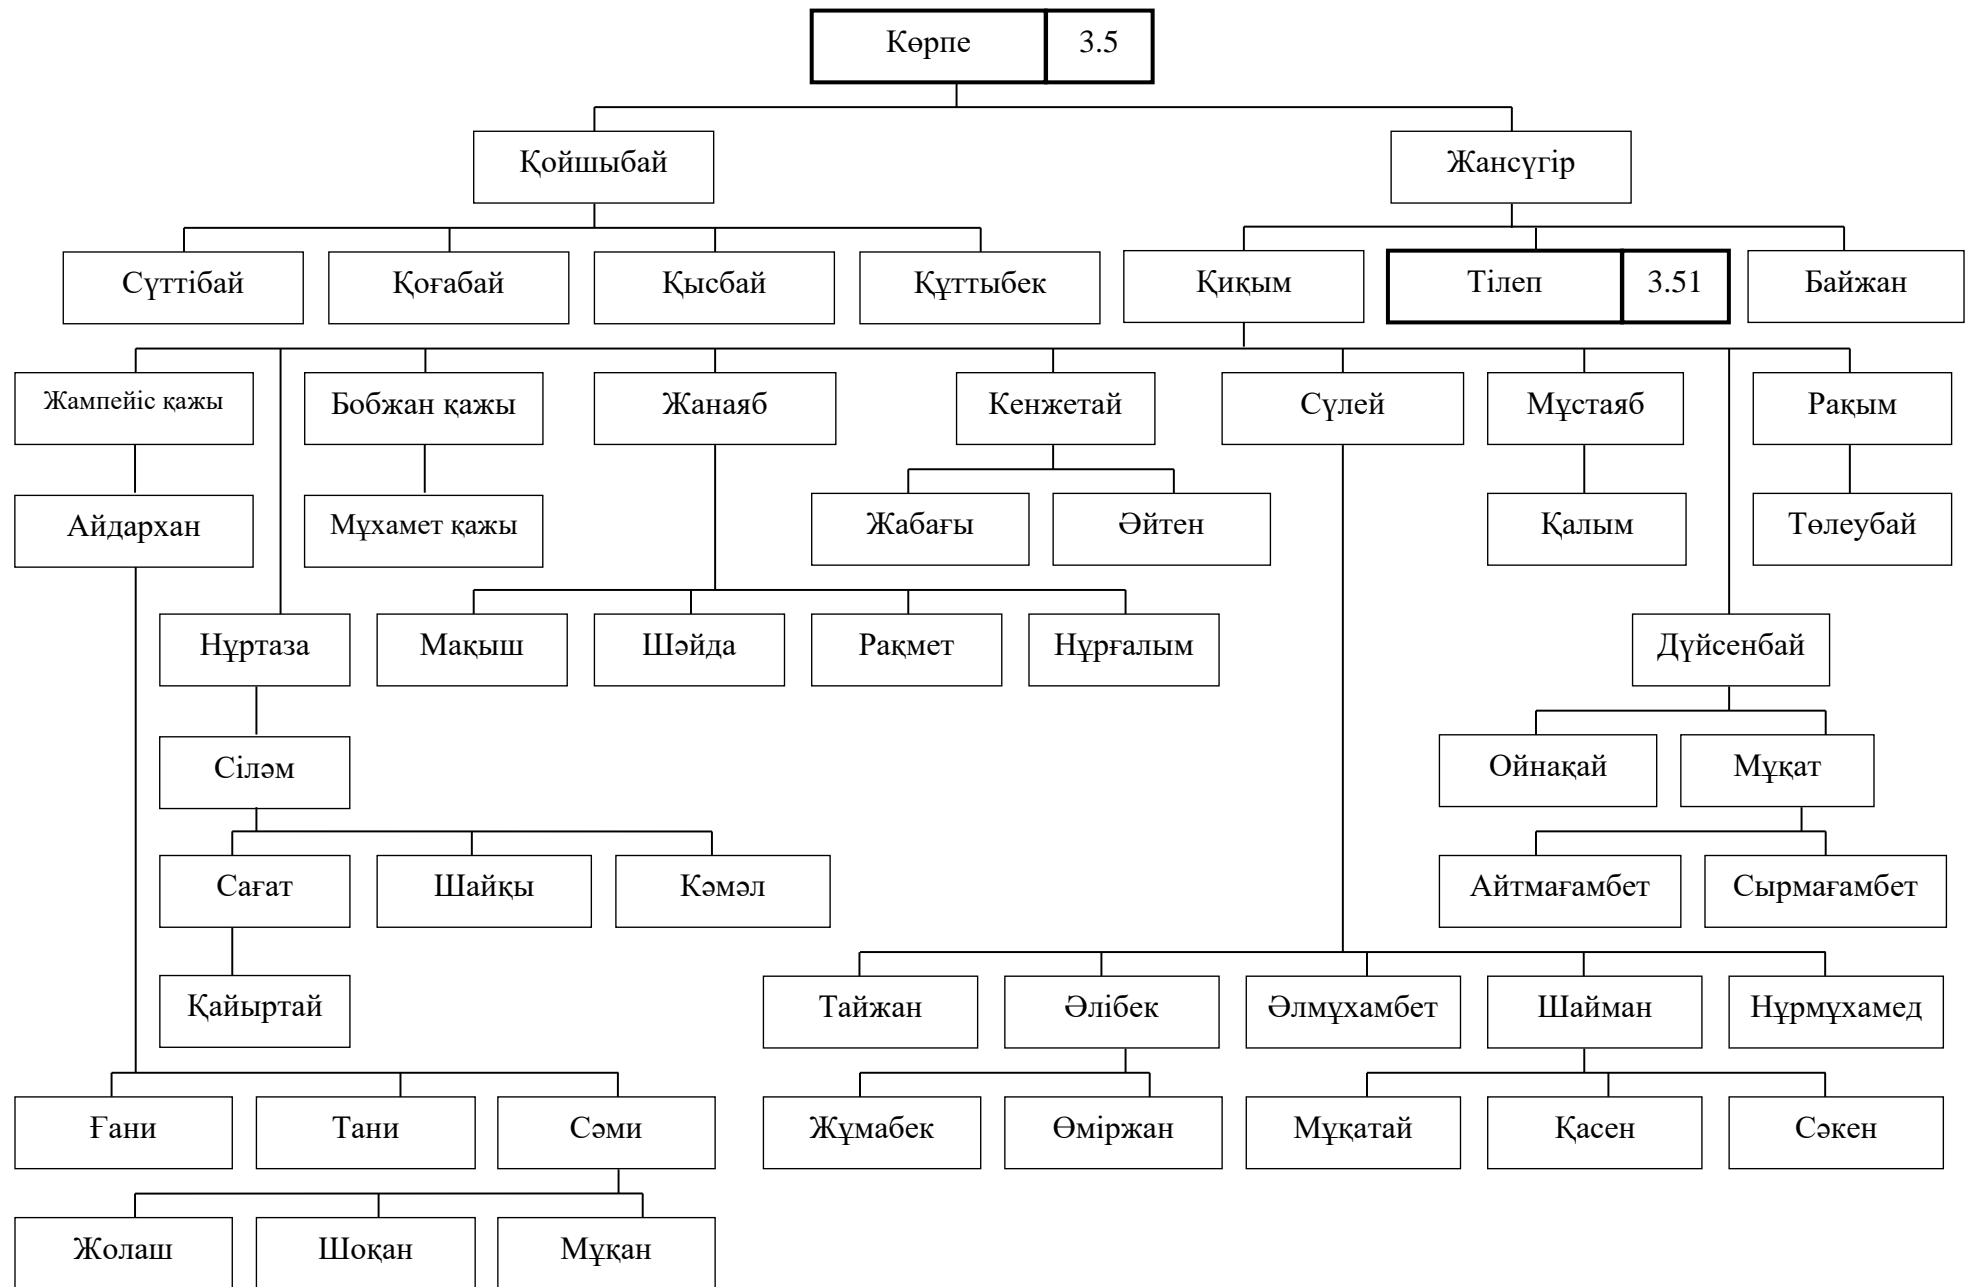 Көрпе 3.5
Қойшыбай Жансүгір
Сүттібай Қоғабай Қысбай Құттыбек Қиқым Тілеп 3.51 Байжан
Жампейіс қажы Бобжан қажы Жанаяб Кенжетай Сүлей Мұстаяб Рақым
Айдархан Мұхамет қажы Жабағы Әйтен Қалым Төлеубай
Нұртаза Мақыш Шәйда Рақмет Нұрғалым Дүйсенбай
Сіләм Ойнақай Мұқат
Сағат Шайқы Кәмәл Айтмағамбет Сырмағамбет
Қайыртай Тайжан Әлібек Әлмұхамбет Шайман Нұрмұхамед
Ғани Тани Сәми Жұмабек Өміржан Мұқатай Қасен Сәкен
Жолаш Шоқан Мұқан